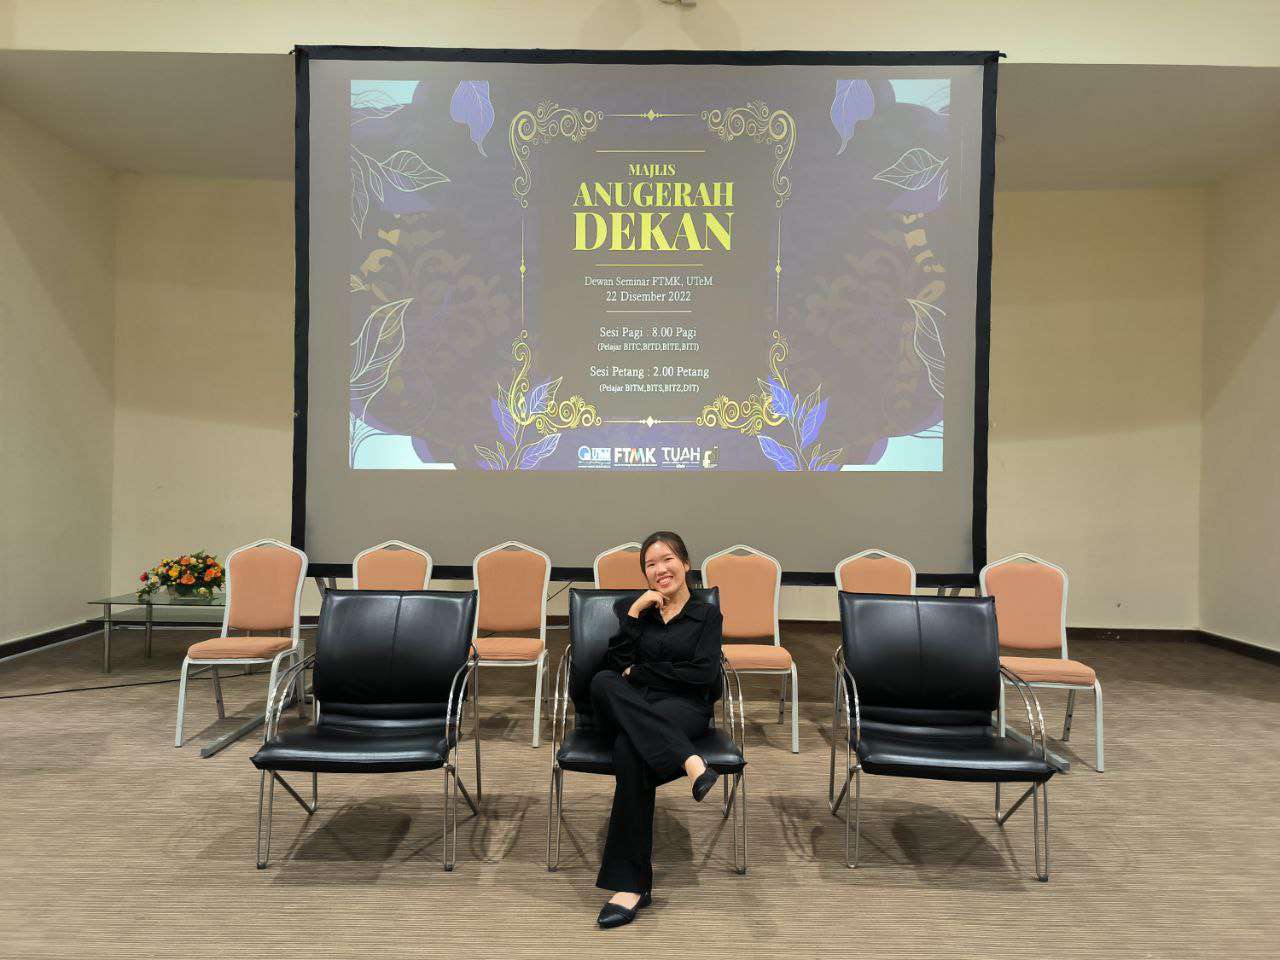 MAJLIS
ANUGERAH
DEKAN
Dewan Seminar FTMK, UTeM
22 Disember 2022
Sesi Pagi : 8.00 Pagi
(Pelajar BITC,BITD,BITE,BITI)
Sesi Petang : 2.00 Petang
(Pelajar BITM,BITS,BITZ,DIT)
FTMK TUAH